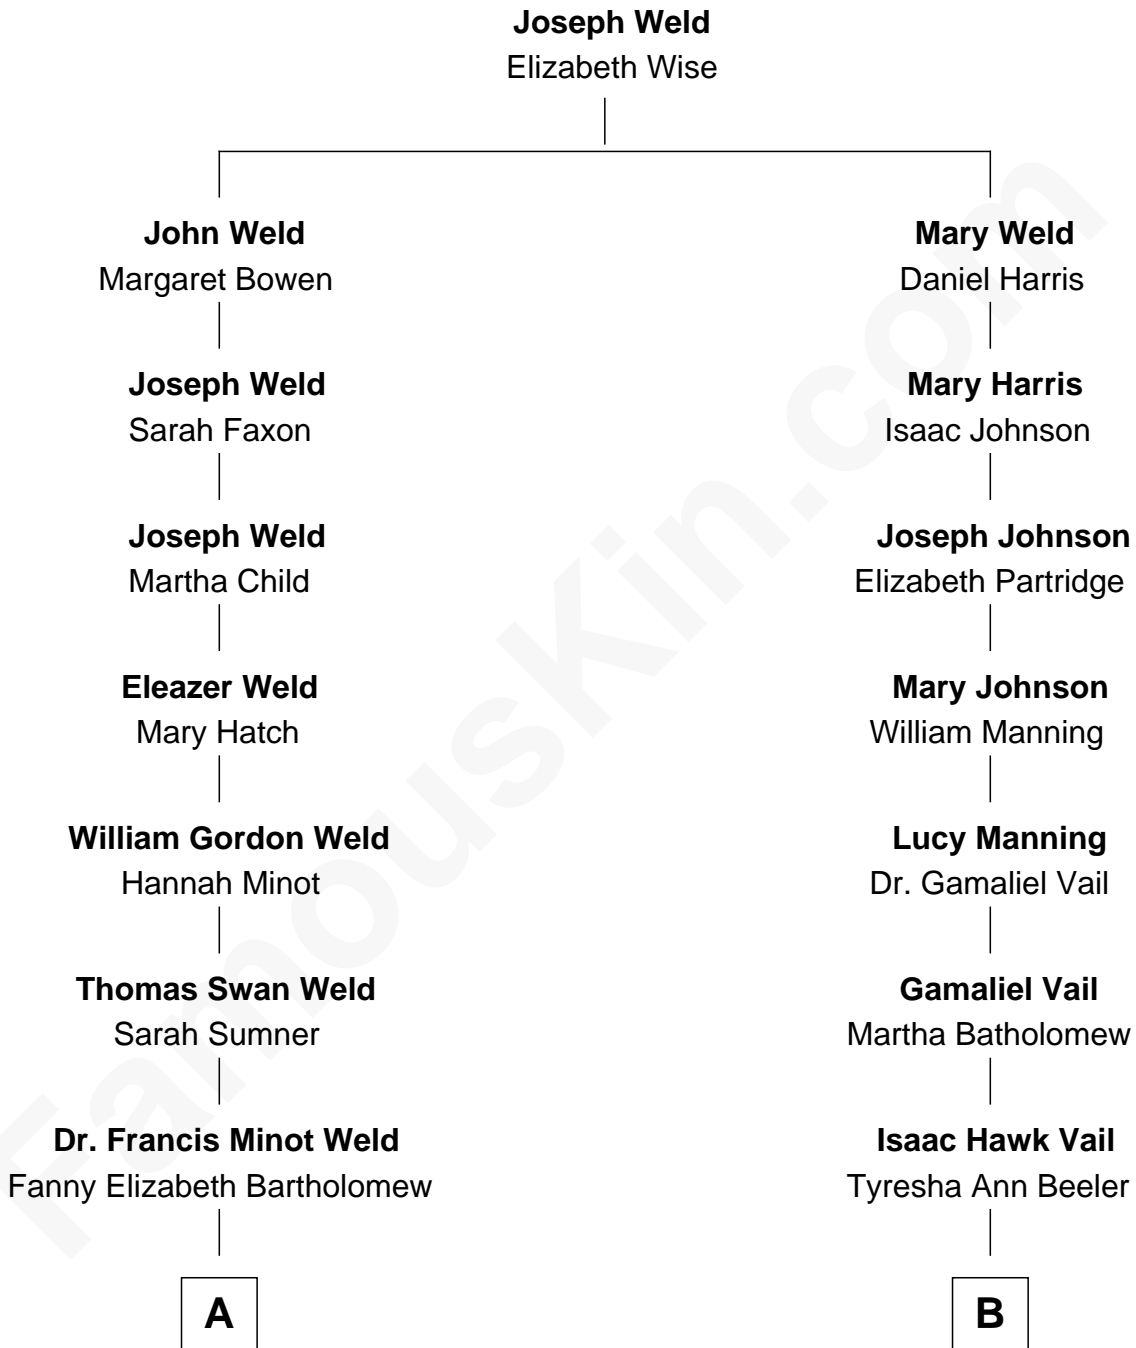 Joseph Weld
Elizabeth Wise
John Weld
Margaret Bowen
Mary Weld
Daniel Harris
Joseph Weld
Sarah Faxon
Mary Harris
Isaac Johnson
Joseph Weld
Martha Child
Joseph Johnson
Elizabeth Partridge
Eleazer Weld
Mary Hatch
Mary Johnson
William Manning
William Gordon Weld
Hannah Minot
Lucy Manning
Dr. Gamaliel Vail
Thomas Swan Weld
Sarah Sumner
Gamaliel Vail
Martha Batholomew
Dr. Francis Minot Weld
Fanny Elizabeth Bartholomew
Isaac Hawk Vail
Tyresha Ann Beeler
A
B
FamousKin.com